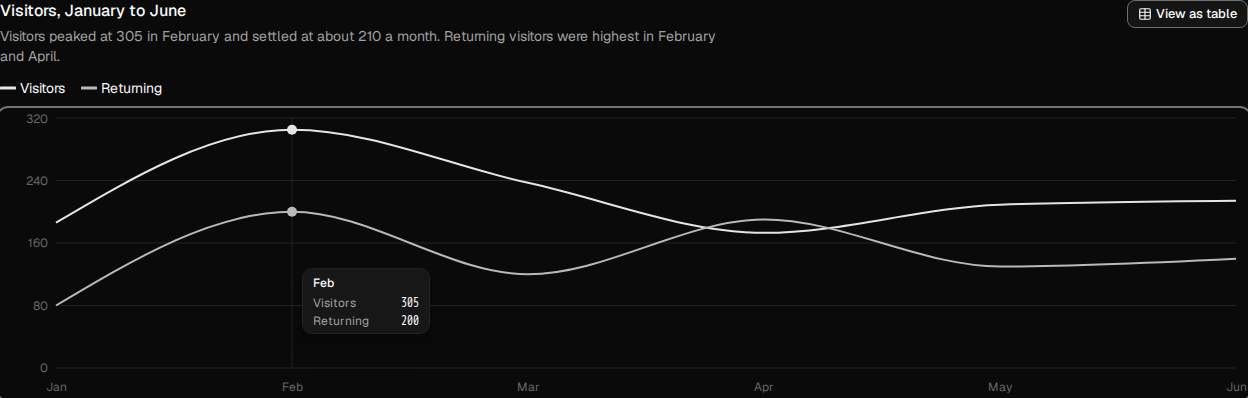 Visitors, January to June
View as table
Visitors peaked at 305 in February and settled at about 210 a month. Returning visitors were highest in February
and April.
Visitors
Returning
320
240
160
80
0
Feb
Visitors 305
Returning 200
Jan Feb Mar Apr May Jun